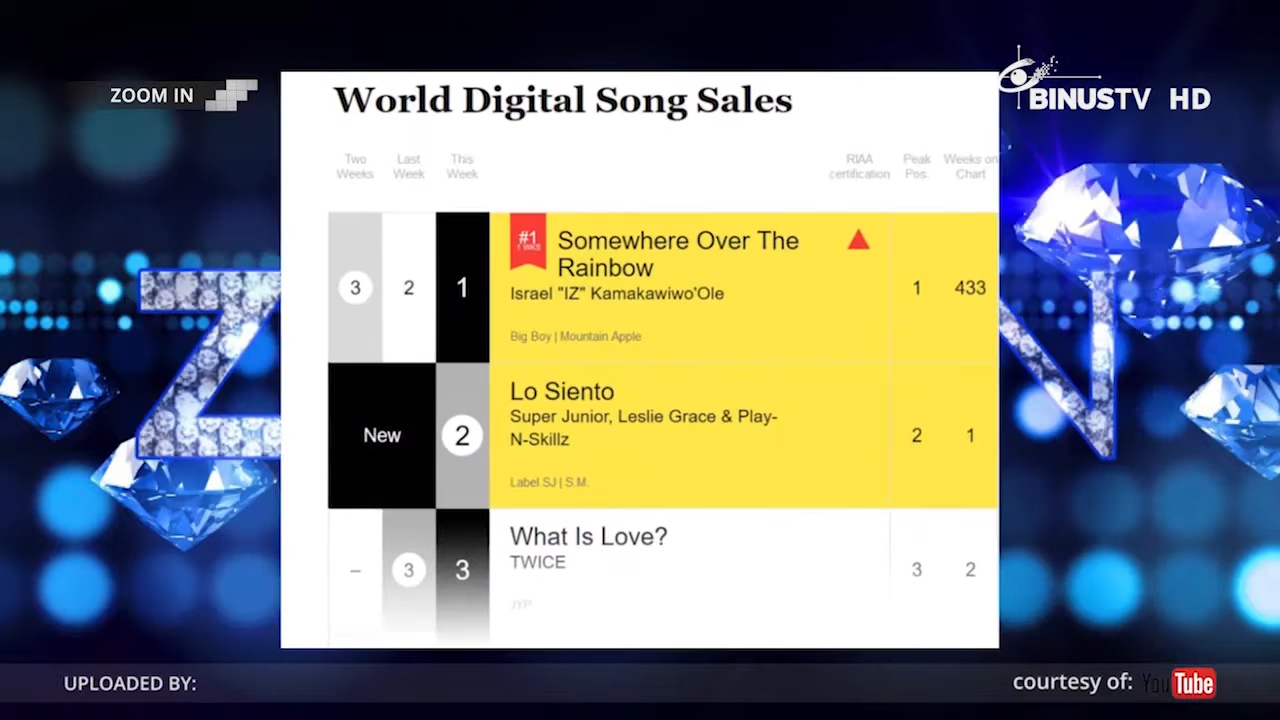 ZOOM IN
BINUSTV HD
World Digital Song Sales
Two Weeks
Last Week
This Week
RIAA certification
Peak Pos.
Weeks on Chart
3
2
1
#1
Somewhere Over The
Rainbow
Israel "IZ" Kamakawiwo'Ole
Big Boy | Mountain Apple
1
433
New
2
Lo Siento
Super Junior, Leslie Grace & Play-
N-Skillz
Label SJ | S.M.
2
1
–
3
3
What Is Love?
TWICE
JYP
3
2
Z
N
UPLOADED BY:
courtesy of: YouTube